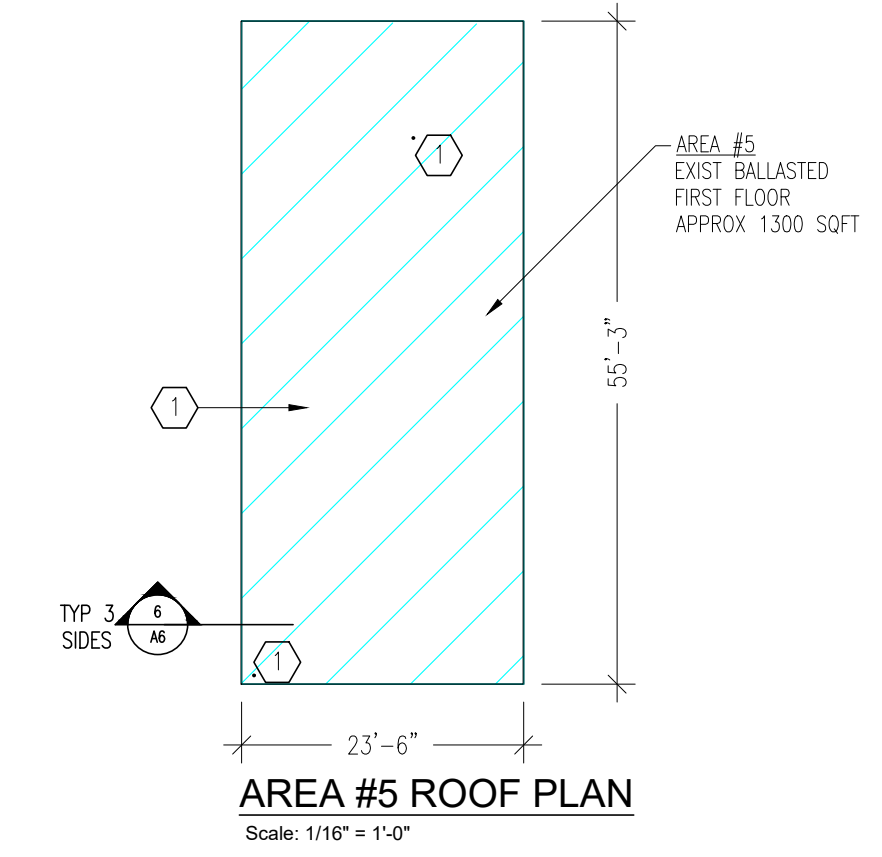 1
AREA #5
EXIST BALLASTED
FIRST FLOOR
APPROX 1300 SQFT
55'-3"
1
TYP 3
SIDES
6
A6
1
23'-6"
AREA #5 ROOF PLAN
Scale: 1/16" = 1'-0"